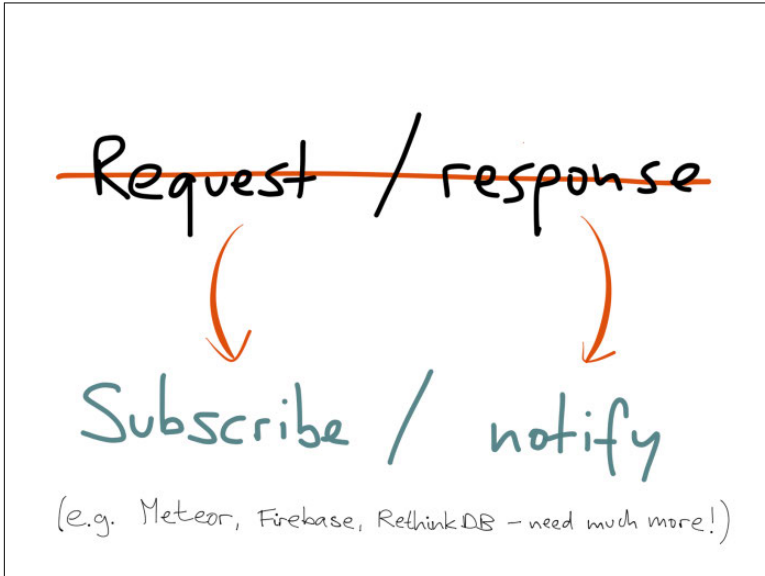 Request / response
Subscribe / notify
(e.g. Meteor, Firebase, RethinkDB – need much more!)